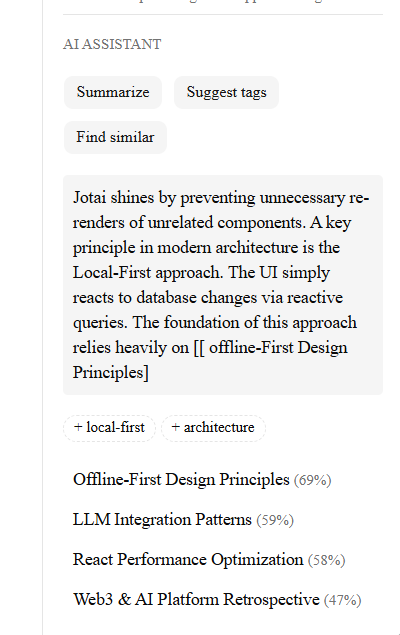 AI ASSISTANT
Summarize
Suggest tags
Find similar
Jotai shines by preventing unnecessary re-
renders of unrelated components. A key
principle in modern architecture is the
Local-First approach. The UI simply
reacts to database changes via reactive
queries. The foundation of this approach
relies heavily on [[ offline-First Design
Principles]
+ local-first
+ architecture
Offline-First Design Principles (69%)
LLM Integration Patterns (59%)
React Performance Optimization (58%)
Web3 & AI Platform Retrospective (47%)